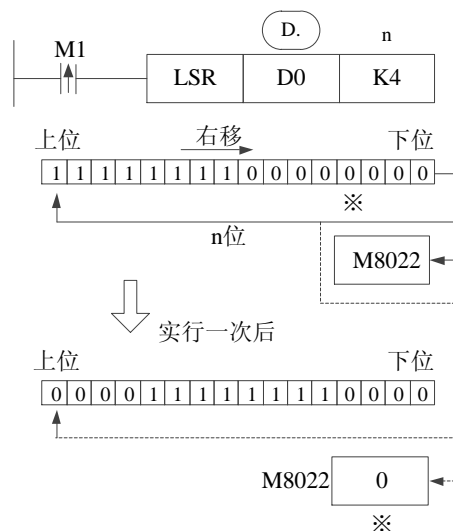 D.
n
M1
LSR D0 K4
上位 右移 下位
1 1 1 1 1 1 1 1 0 0 0 0 0 0 0 0
※
n位
M8022
实行一次后
上位 下位
0 0 0 0 1 1 1 1 1 1 1 1 0 0 0 0
M8022 0
※